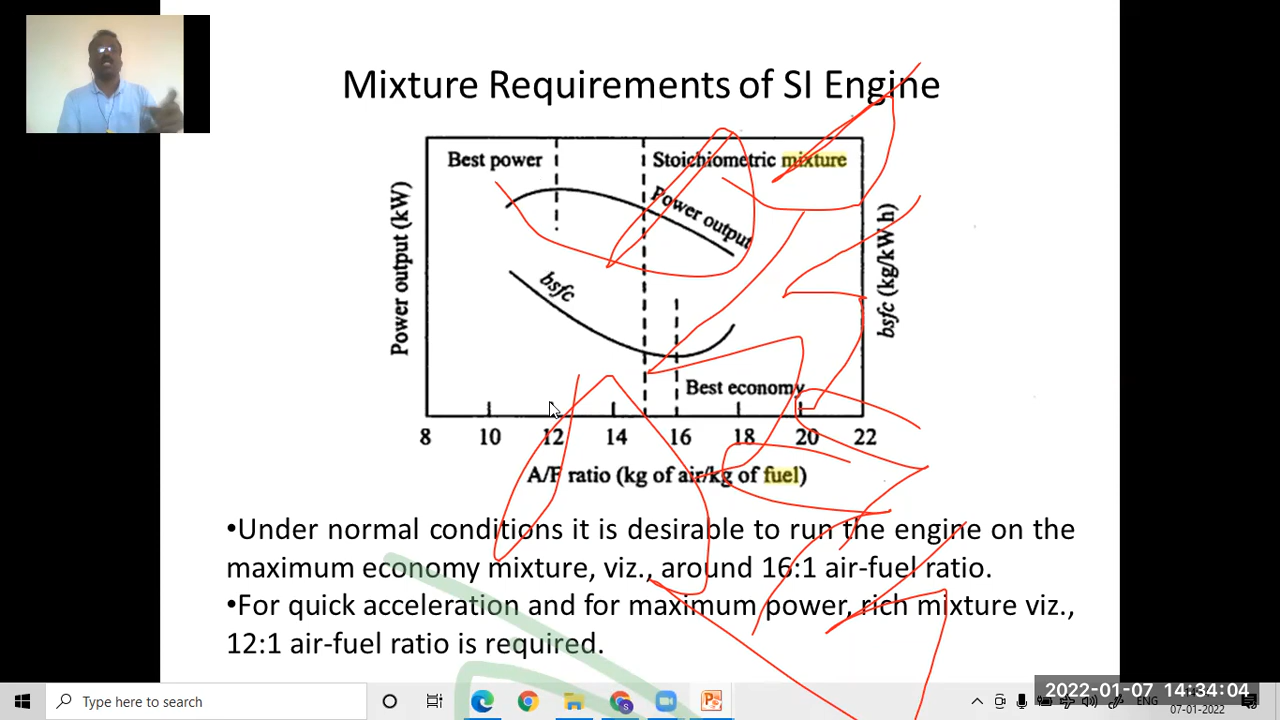 Mixture Requirements of SI Engine
Best power
Stoichiometric mixture
Power output
bsfc
Best economy
Power output (kW)
bsfc (kg/kW h)
8 10 12 14 16 18 20 22
A/F ratio (kg of air/kg of fuel)
•Under normal conditions it is desirable to run the engine on the
maximum economy mixture, viz., around 16:1 air-fuel ratio.
•For quick acceleration and for maximum power, rich mixture viz.,
12:1 air-fuel ratio is required.
Type here to search
ENG
2022-01-07 14:34:04
07-01-2022